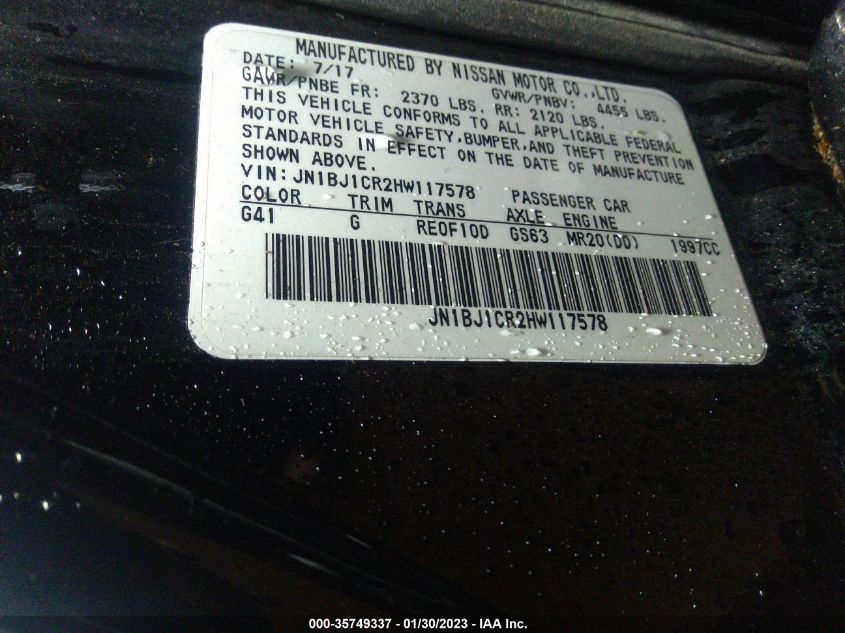 MANUFACTURED BY NISSAN MOTOR CO.,LTD.
DATE: 7/17 GVWR/PNBV: 4455 LBS.
GAWR/PNBE FR: 2370 LBS. RR: 2120 LBS.
THIS VEHICLE CONFORMS TO ALL APPLICABLE FEDERAL
MOTOR VEHICLE SAFETY,BUMPER,AND THEFT PREVENTION
STANDARDS IN EFFECT ON THE DATE OF MANUFACTURE
SHOWN ABOVE.
VIN:JN1BJ1CR2HW117578 PASSENGER CAR
COLOR TRIM TRANS AXLE ENGINE
G41 G RE0F10D GS63 MR20(DD) 1997CC
JN1BJ1CR2HW117578
000-35749337 - 01/30/2023 - IAA Inc.